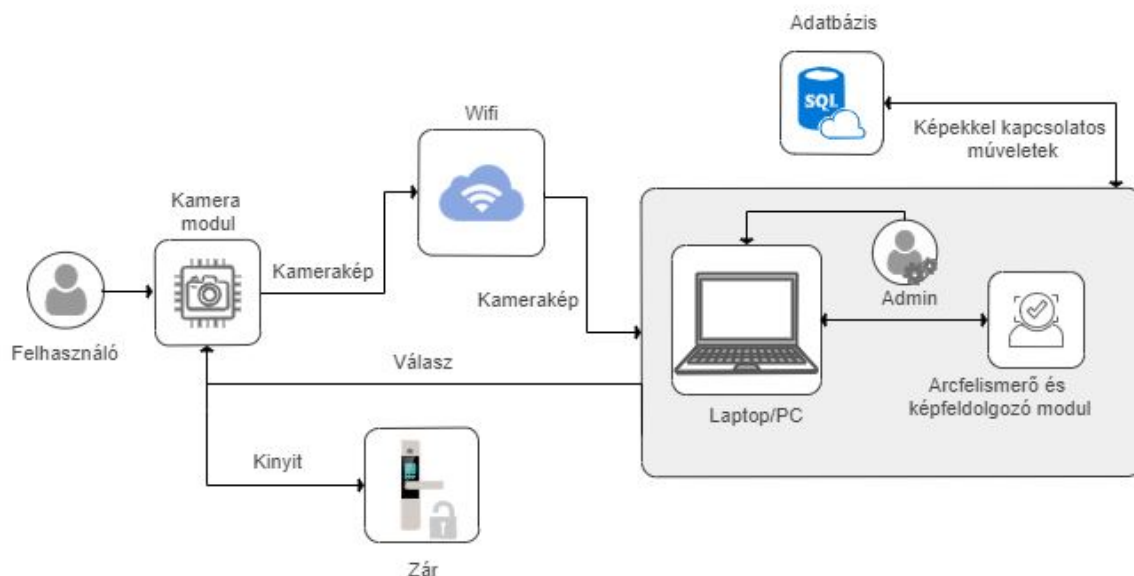 Adatbázis
SQL
Képekkel kapcsolatos
műveletek
Wifi
Kamera
modul
Kamerakép
Kamerakép
Admin
Felhasználó
Válasz
Laptop/PC
Arcfelismerő és
képfeldolgozó modul
Kinyit
Zár